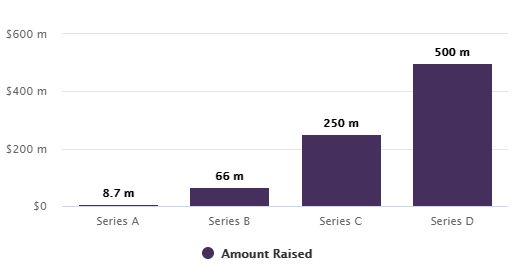 $600 m
500 m
$400 m
250 m
$200 m
66 m
8.7 m
$0
Series A Series B Series C Series D
Amount Raised